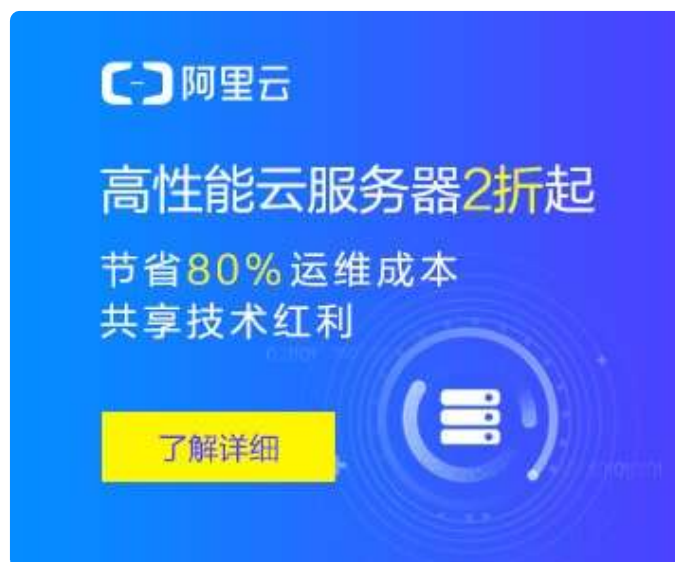 阿里云
高性能云服务器2折起
节省80%运维成本
共享技术红利
了解详细